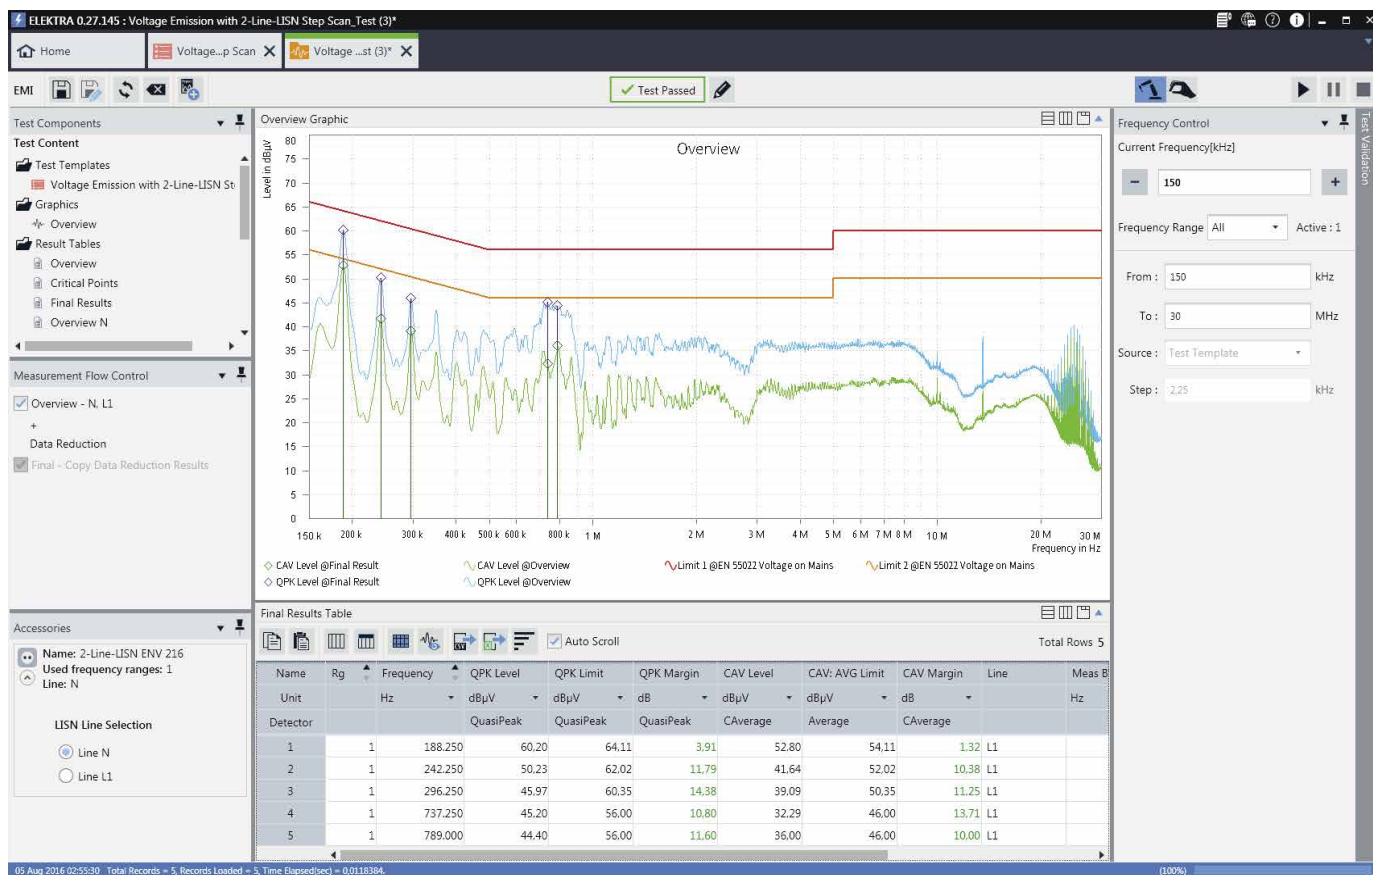 ELEKTRA 0.27.145 : Voltage Emission with 2-Line-LISN Step Scan_Test (3)*
Home
Voltage...p Scan
Voltage ...st (3)*
EMI
Test Passed
Test Components
Test Content
Test Templates
Voltage Emission with 2-Line-LISN St
Graphics
Overview
Result Tables
Overview
Critical Points
Final Results
Overview N
Measurement Flow Control
Overview - N, L1
+
Data Reduction
Final - Copy Data Reduction Results
Accessories
Name: 2-Line-LISN ENV 216
Used frequency ranges: 1
Line: N
LISN Line Selection
Line N
Line L1
Overview Graphic
Overview
Level in dBµV
80
75
70
65
60
55
50
45
40
35
30
25
20
15
10
5
0
150 k 200 k 300 k 400 k 500 k 600 k 800 k 1 M 2 M 3 M 4 M 5 M 6 M 7 M 8 M 10 M 20 M 30 M
Frequency in Hz
CAV Level @Final Result CAV Level @Overview Limit 1 @EN 55022 Voltage on Mains Limit 2 @EN 55022 Voltage on Mains
QPK Level @Final Result QPK Level @Overview
Final Results Table
Auto Scroll
Total Rows 5
Name Rg Frequency QPK Level QPK Limit QPK Margin CAV Level CAV: AVG Limit CAV Margin Line Meas B
Unit Hz dBµV dBµV dB dBµV dBµV dB Hz
Detector QuasiPeak QuasiPeak QuasiPeak CAverage Average CAverage
1 1 188.250 60,20 64,11 3,91 52,80 54,11 1,32 L1
2 1 242.250 50,23 62,02 11,79 41,64 52,02 10,38 L1
3 1 296.250 45,97 60,35 14,38 39,09 50,35 11,25 L1
4 1 737.250 45,20 56,00 10,80 32,29 46,00 13,71 L1
5 1 789.000 44,40 56,00 11,60 36,00 46,00 10,00 L1
Frequency Control
Current Frequency[kHz]
− 150 +
Frequency Range All Active : 1
From : 150 kHz
To : 30 MHz
Source : Test Template
Step : 2,25 kHz
Test Validation
05 Aug 2016 02:55:30 Total Records = 5, Records Loaded = 5, Time Elapsed(sec) = 0,0118384.
(100%)